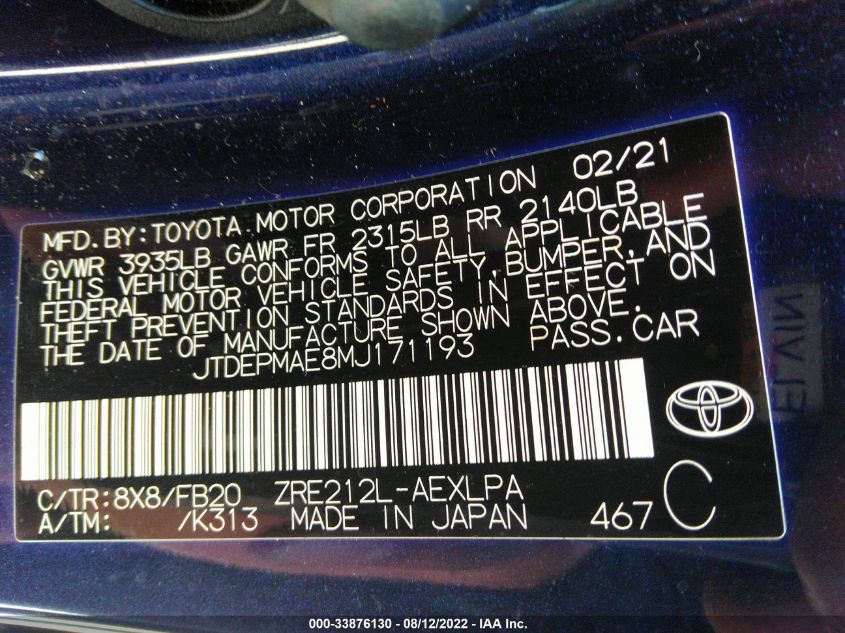 02/21
MFD.BY:TOYOTA MOTOR CORPORATION
GVWR 3935LB GAWR FR 2315LB RR 2140LB
THIS VEHICLE CONFORMS TO ALL APPLICABLE
FEDERAL MOTOR VEHICLE SAFETY,BUMPER,AND
THEFT PREVENTION STANDARDS IN EFFECT ON
THE DATE OF MANUFACTURE SHOWN ABOVE.
JTDEPMAE8MJ171193 PASS.CAR
C/TR:8X8/FB20 ZRE212L-AEXLPA
A/TM: /K313 MADE IN JAPAN 467 C
000-33876130 - 08/12/2022 - IAA Inc.